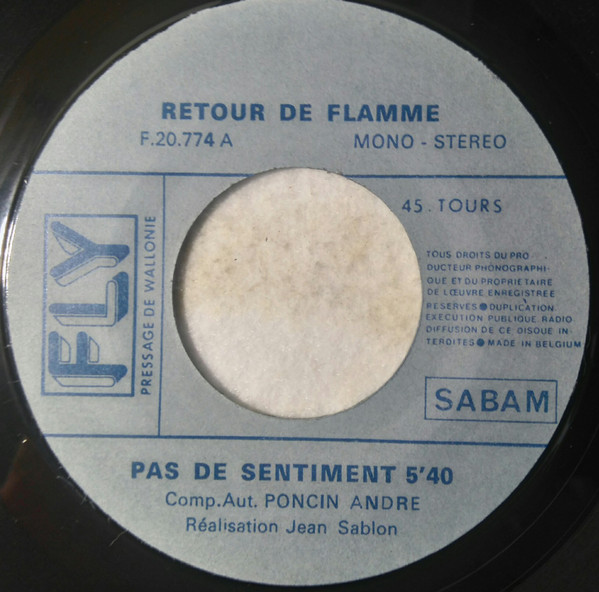 RETOUR DE FLAMME
F.20.774 A MONO - STEREO
45. TOURS
FLY
PRESSAGE DE WALLONIE
TOUS DROITS DU PRO
DUCTEUR PHONOGRAPHI-
QUE ET DU PROPRIETAIRE
DE L'ŒUVRE ENREGISTREE
RESERVES ● DUPLICATION
EXECUTION PUBLIQUE RADIO
DIFFUSION DE CE DISQUE IN-
TERDITES ● MADE IN BELGIUM
SABAM
PAS DE SENTIMENT 5'40
Comp.Aut. PONCIN ANDRE
Réalisation Jean Sablon